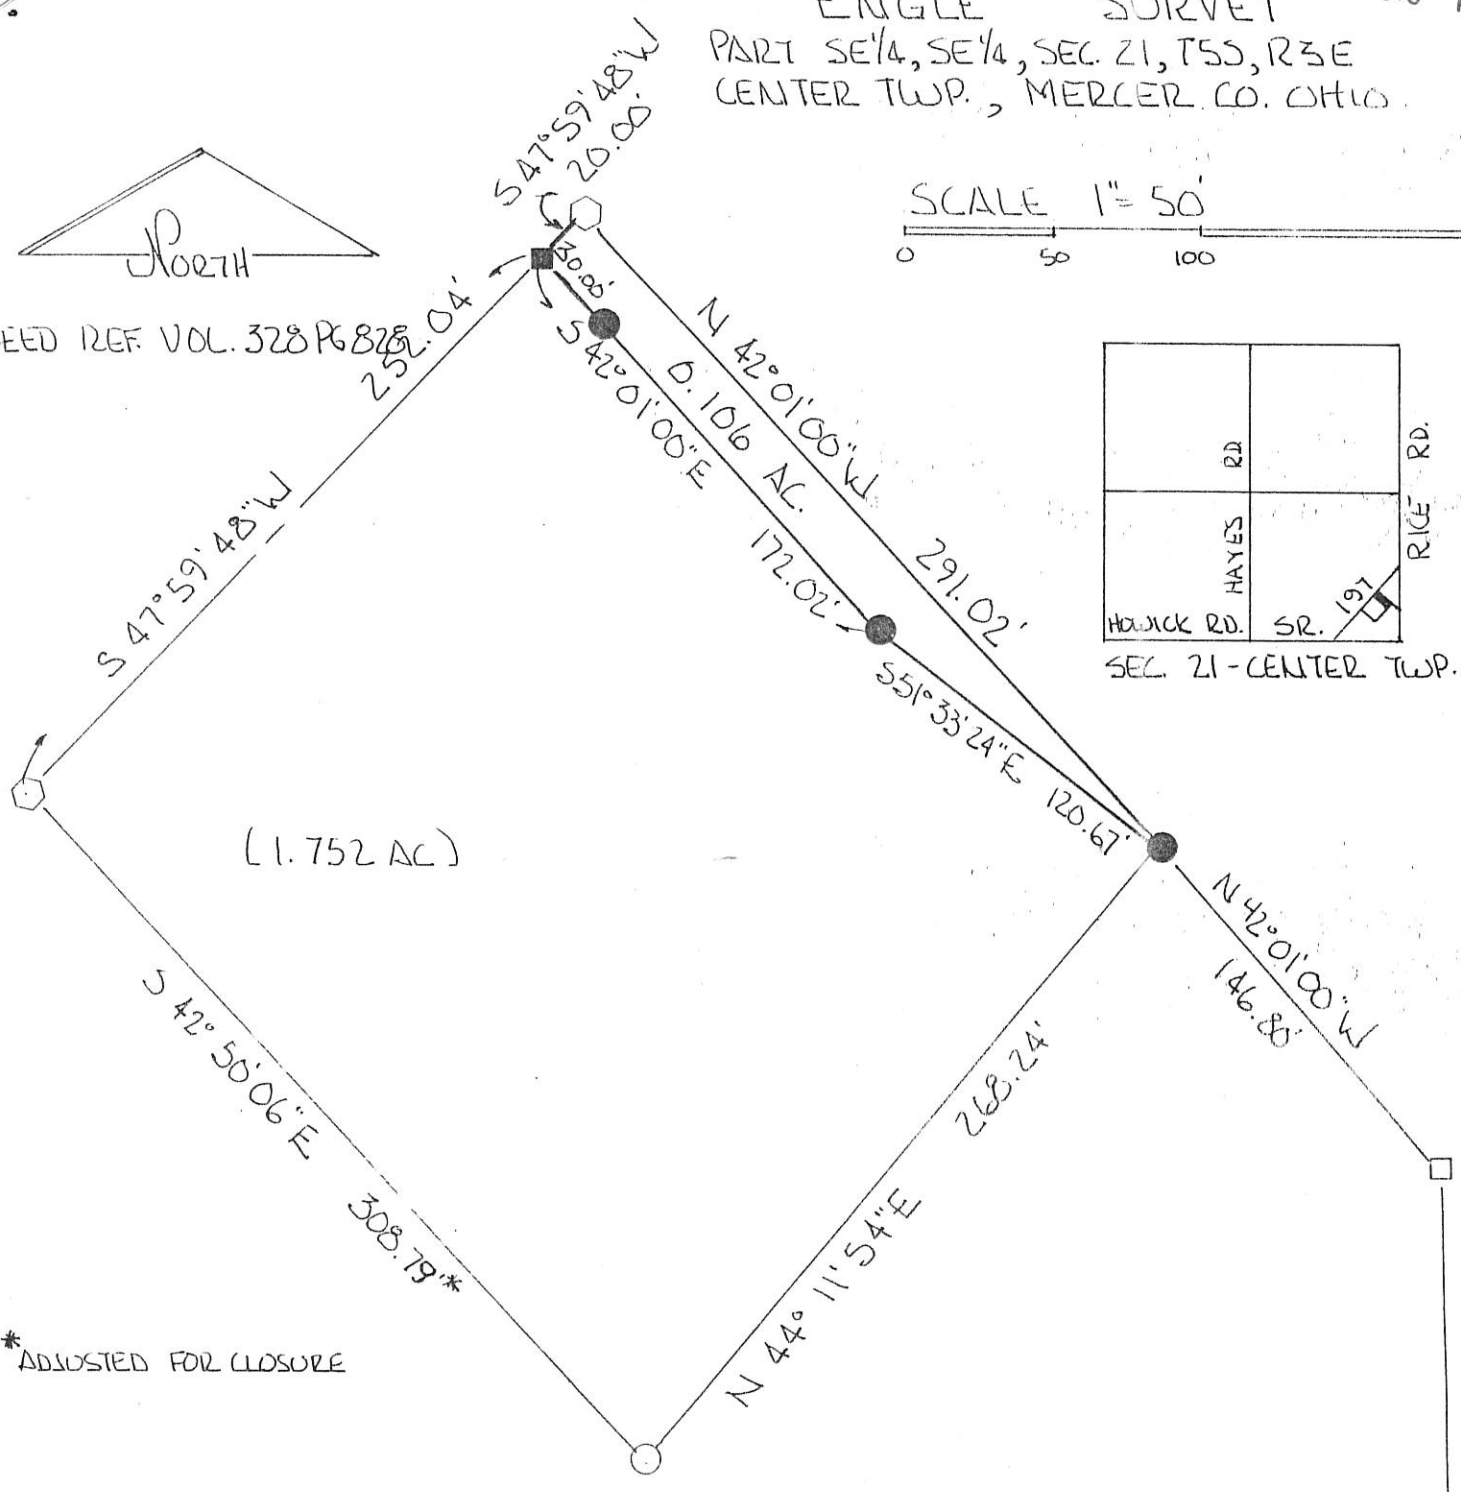 ENGLE SURVEY
PART SE1/4, SE1/4, SEC. 21, T5S, R3E
CENTER TWP., MERCER CO. OHIO.
SCALE 1"= 50'
0 50 100
NORTH
EED REF. VOL. 328 PG 828
S 47° 59' 48" W
20.00'
30.00'
S 42° 01' 00" E
172.02'
0.106 AC.
N 42° 01' 00" W
291.02'
252.04'
S 47° 59' 48" W
RD
HAYES
RICE RD.
HOWICK RD.
SR.
197
SEC. 21 - CENTER TWP.
S 51° 33' 24" E 120.67'
(1.752 AC)
N 42° 01' 00" W
146.80'
S 42° 50' 06" E
308.79'*
N 44° 11' 54" E
268.24'
*ADJUSTED FOR CLOSURE